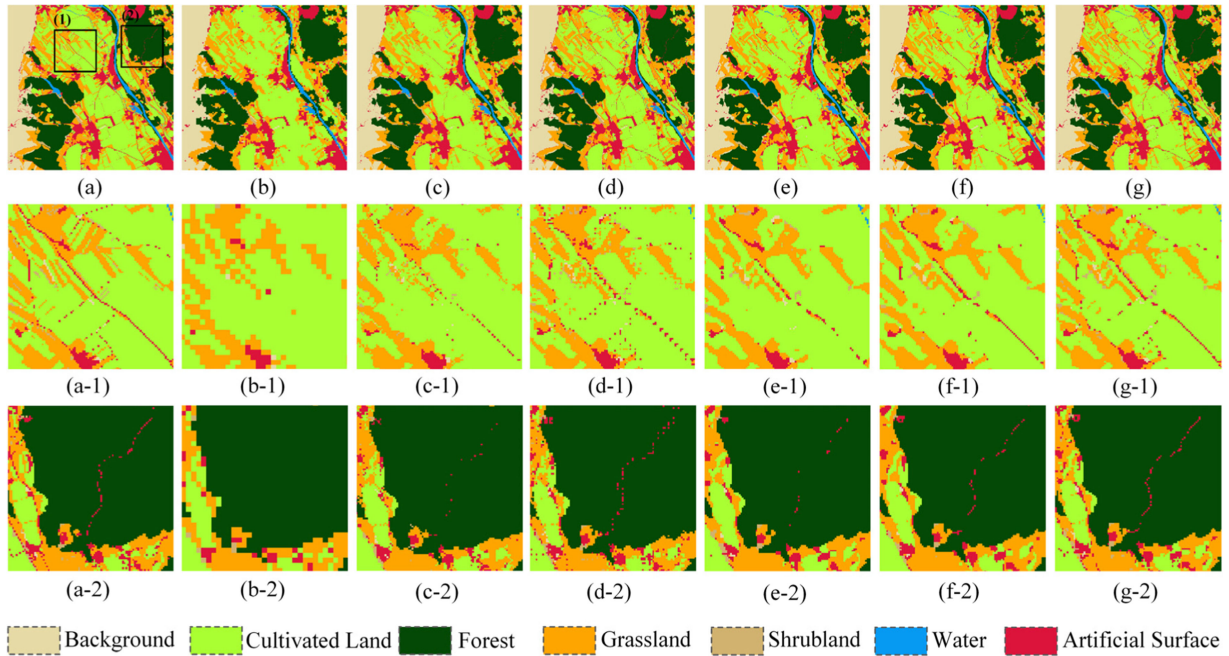 (1) (2)
(a) (b) (c) (d) (e) (f) (g)
(a-1) (b-1) (c-1) (d-1) (e-1) (f-1) (g-1)
(a-2) (b-2) (c-2) (d-2) (e-2) (f-2) (g-2)
Background Cultivated Land Forest Grassland Shrubland Water Artificial Surface